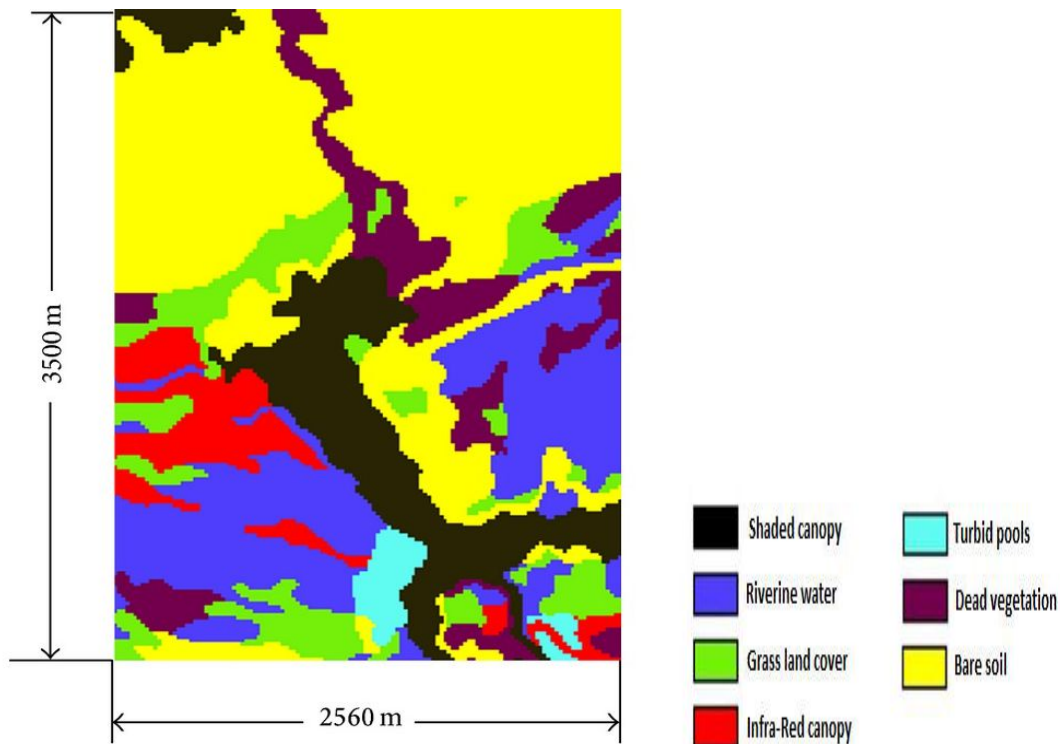 3500 m
2560 m
Shaded canopy
Riverine water
Grass land cover
Infra-Red canopy
Turbid pools
Dead vegetation
Bare soil